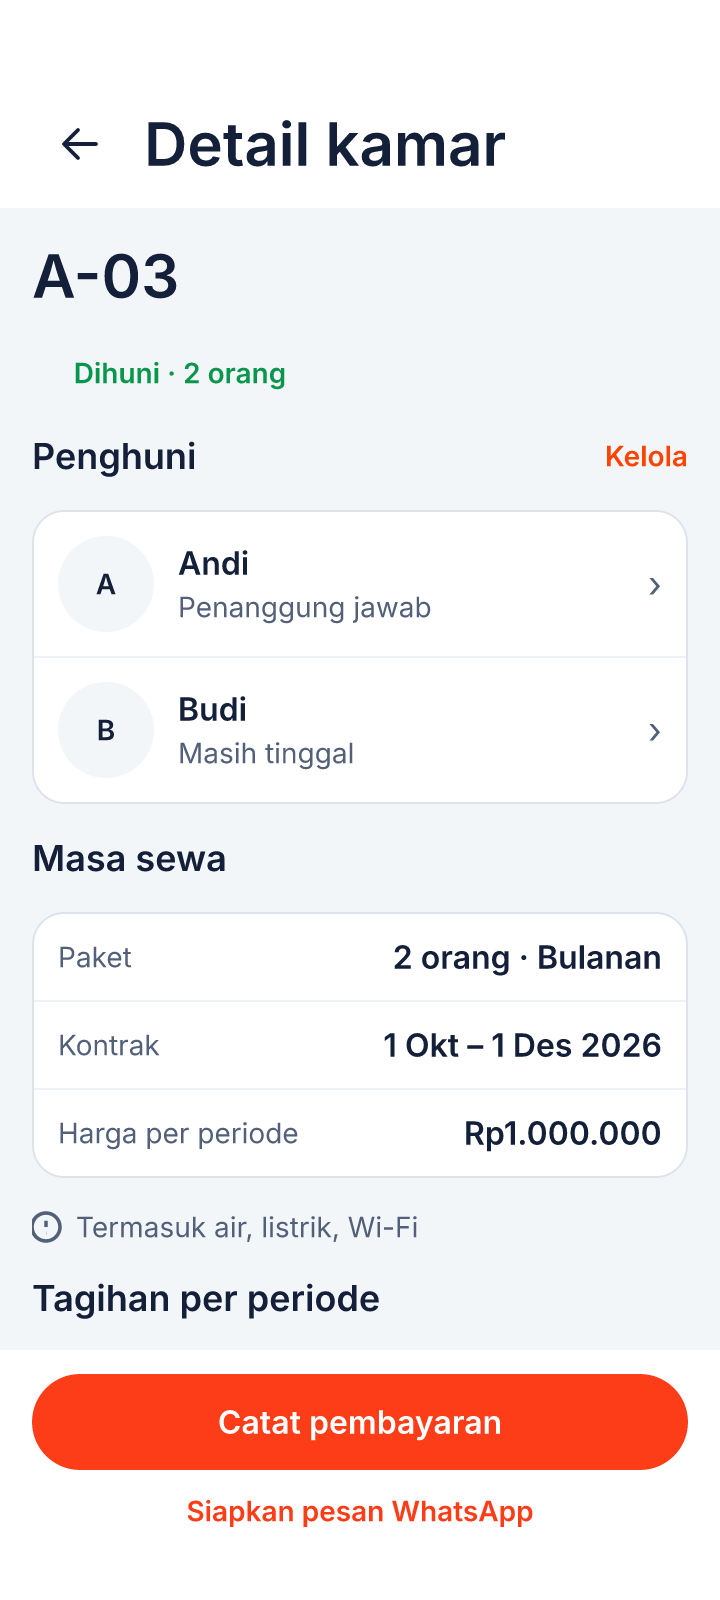 Detail kamar
A-03
Dihuni · 2 orang
Penghuni
Kelola
A
Andi
Penanggung jawab
›
B
Budi
Masih tinggal
›
Masa sewa
Paket
2 orang · Bulanan
Kontrak
1 Okt – 1 Des 2026
Harga per periode
Rp1.000.000
Termasuk air, listrik, Wi-Fi
Tagihan per periode
Catat pembayaran
Siapkan pesan WhatsApp